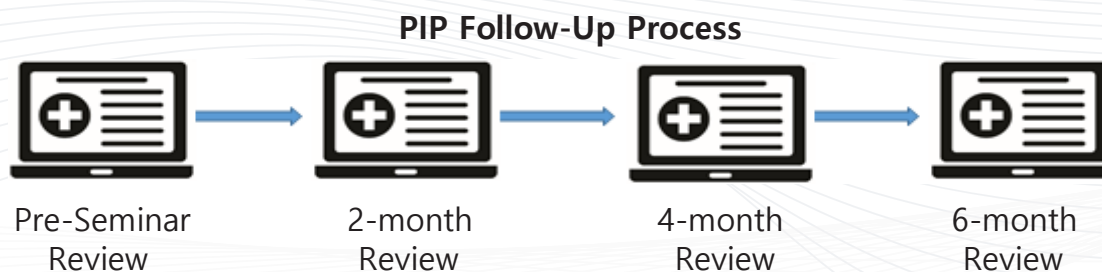 PIP Follow-Up Process
Pre-Seminar
Review
2-month
Review
4-month
Review
6-month
Review